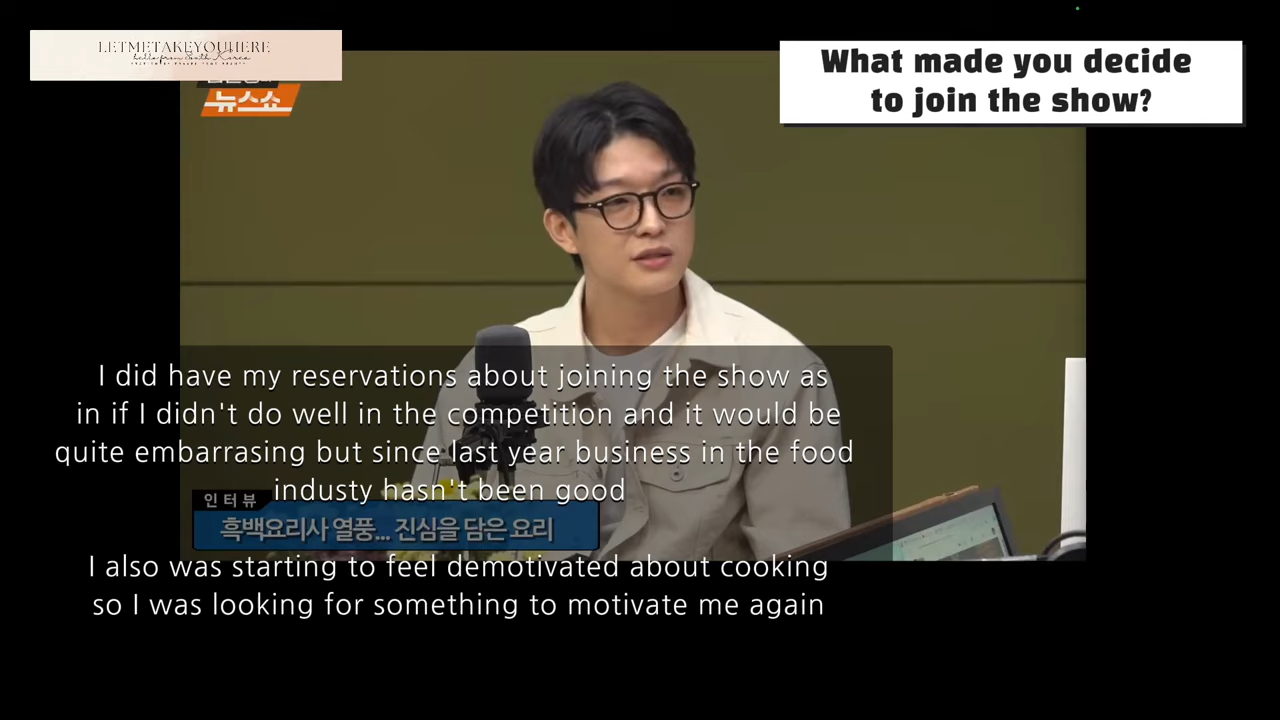 LETMETAKEYOUHERE
hello from South Korea
뉴스쇼
What made you decide
to join the show?
I did have my reservations about joining the show as
in if I didn't do well in the competition and it would be
quite embarrasing but since last year business in the food
industy hasn't been good
인터뷰
흑백요리사 열풍... 진심을 담은 요리
I also was starting to feel demotivated about cooking
so I was looking for something to motivate me again